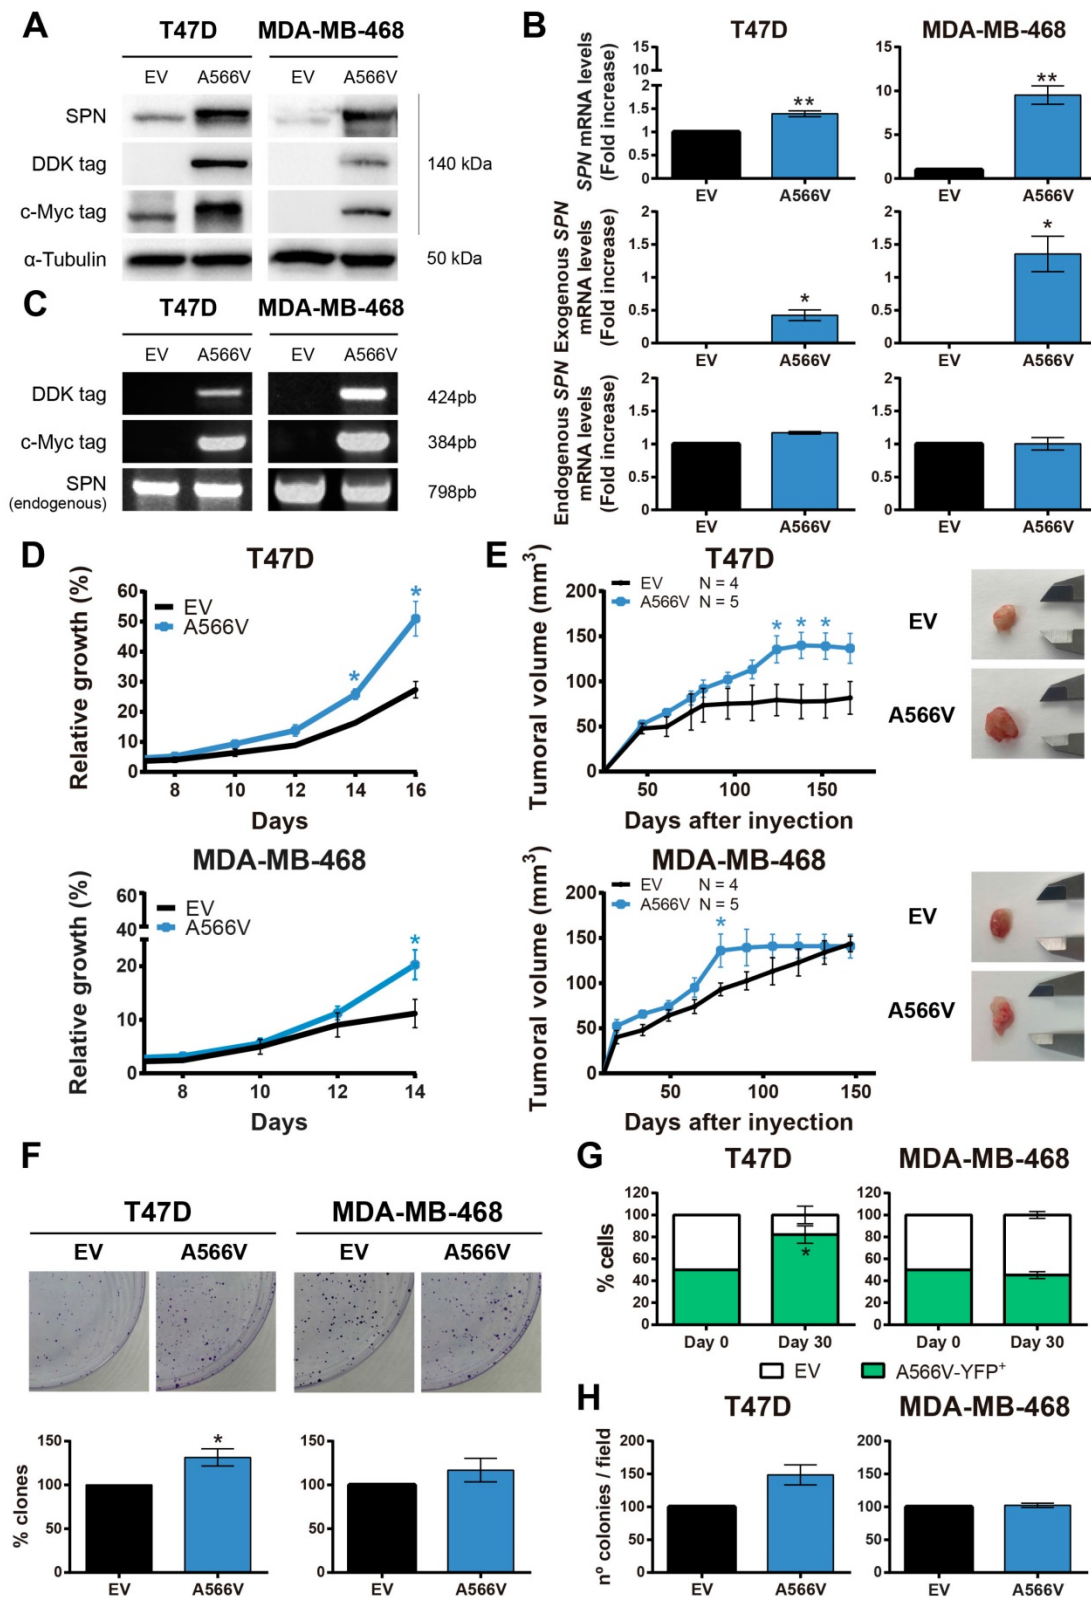 A
T47D MDA-MB-468
EV A566V EV A566V
SPN
DDK tag 140 kDa
c-Myc tag
α-Tubulin 50 kDa
B
T47D MDA-MB-468
SPN mRNA levels
(Fold increase)
15
10
5
2
1.5
1
0.5
0
**
EV A566V
15
10
5
0
**
EV A566V
Exogenous SPN
mRNA levels
(Fold increase)
2
1.5
1
0.5
0
*
EV A566V
2
1.5
1
0.5
0
*
EV A566V
Endogenous SPN
mRNA levels
(Fold increase)
2
1.5
1
0.5
0
EV A566V
2
1.5
1
0.5
0
EV A566V
C
T47D MDA-MB-468
EV A566V EV A566V
DDK tag 424pb
c-Myc tag 384pb
SPN 798pb
(endogenous)
D
T47D
Relative growth (%)
60
50
40
30
20
10
0
EV
A566V
* *
8 10 12 14 16
Days
MDA-MB-468
Relative growth (%)
60
40
20
10
0
EV
A566V
*
8 10 12 14
Days
E
T47D
Tumoral volume (mm³)
200
150
100
50
0
EV N = 4
A566V N = 5
* * *
50 100 150
Days after inyection
EV
A566V
MDA-MB-468
Tumoral volume (mm³)
200
150
100
50
0
EV N = 4
A566V N = 5
*
50 100 150
Days after inyection
EV
A566V
F
T47D MDA-MB-468
EV A566V EV A566V
% clones
150
100
50
0
*
EV A566V
150
100
50
0
EV A566V
G
T47D MDA-MB-468
% cells
120
100
80
60
40
20
0
*
Day 0 Day 30
120
100
80
60
40
20
0
Day 0 Day 30
EV A566V-YFP⁺
H
T47D MDA-MB-468
nº colonies / field
200
150
100
50
0
EV A566V
200
150
100
50
0
EV A566V